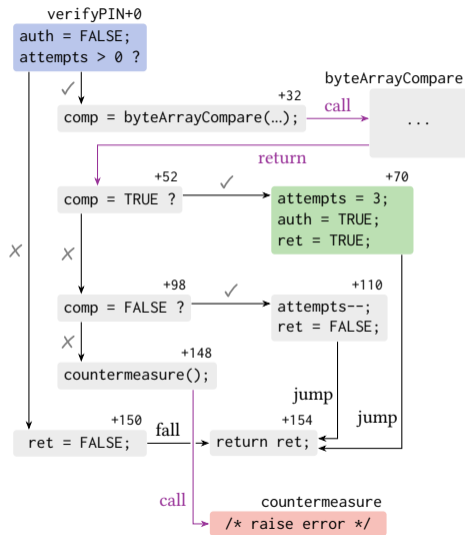 verifyPIN+0
auth = FALSE;
attempts > 0 ?
✓
+32
byteArrayCompare
comp = byteArrayCompare(…);
call
...
return
+52
✓
+70
comp = TRUE ?
attempts = 3;
auth = TRUE;
ret = TRUE;
✗
✗
+98
✓
+110
comp = FALSE ?
attempts--;
ret = FALSE;
✗
+148
countermeasure();
jump
jump
+150
fall
+154
ret = FALSE;
return ret;
call
countermeasure
/* raise error */